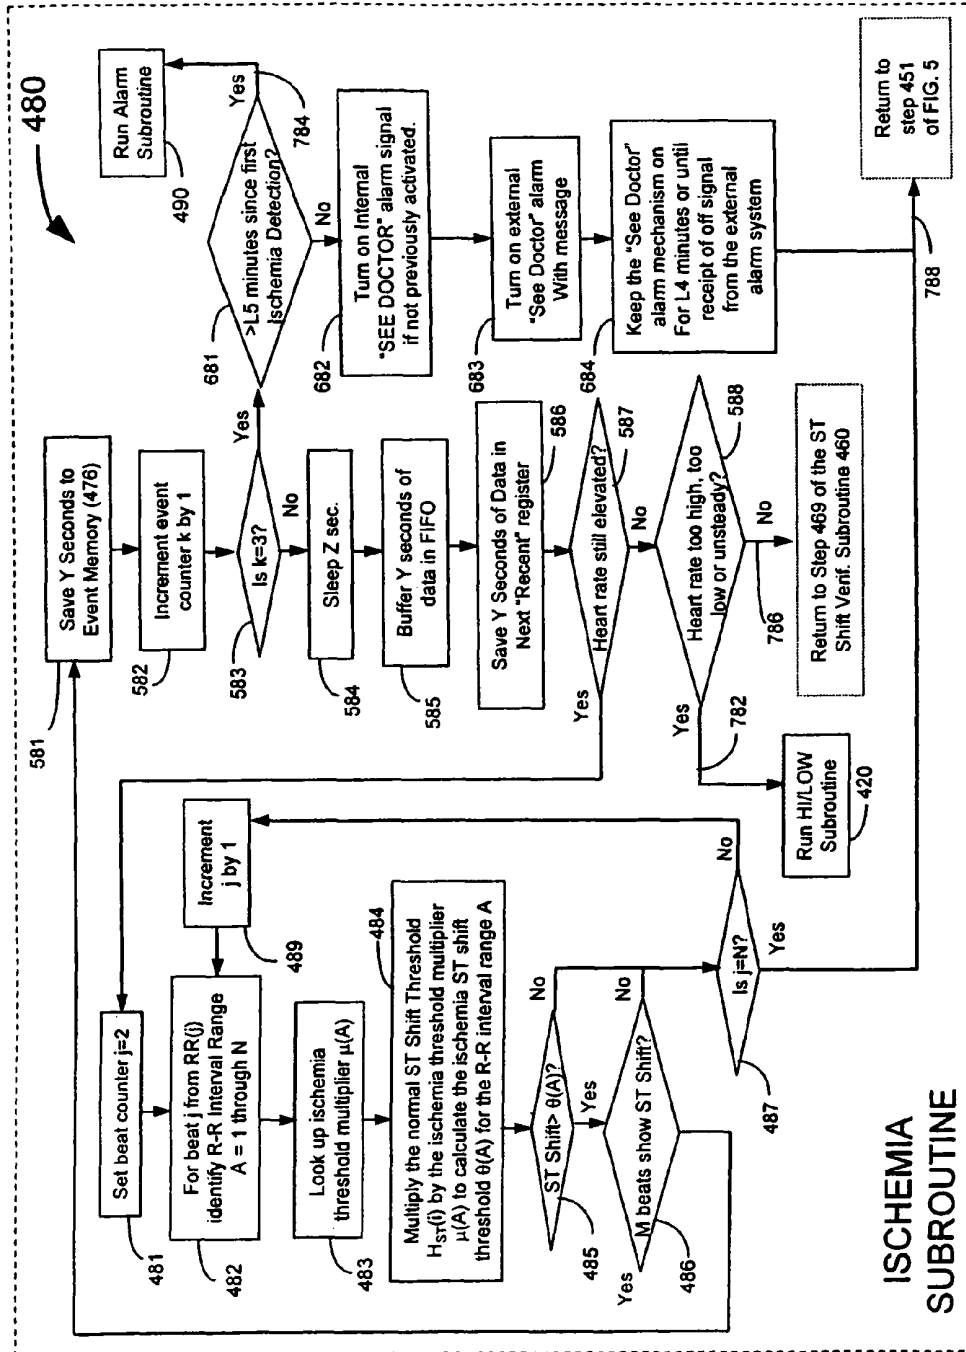 480
Set beat counter j=2
481
For beat j from RR(j)
identify R-R Interval Range
A = 1 through N
482
Increment
j by 1
489
Look up ischemia
threshold multiplier μ(A)
483
Multiply the normal ST Shift Threshold
HST(i) by the ischemia threshold multiplier
μ(A) to calculate the ischemia ST shift
threshold θ(A) for the R-R interval range A
484
ST Shift> θ(A)?
485
No
Yes
M beats show ST Shift?
486
No
Yes
Is j=N?
487
No
Yes
Save Y Seconds to
Event Memory (476)
581
Increment event
counter k by 1
582
Is k=3?
583
Yes
No
Sleep Z sec.
584
Buffer Y seconds of
data in FIFO
585
Save Y Seconds of Data in
Next "Recent" register
586
Heart rate still elevated?
587
Yes
No
Heart rate too high, too
low or unsteady?
588
Yes
782
No
786
Run HI/LOW
Subroutine
420
Return to Step 469 of the ST
Shift Verif. Subroutine 460
>L5 minutes since first
Ischemia Detection?
681
Yes
784
No
Run Alarm
Subroutine
490
Turn on Internal
"SEE DOCTOR" alarm signal
if not previously activated.
682
Turn on external
"See Doctor" alarm
With message
683
Keep the "See Doctor"
alarm mechanism on
For L4 minutes or until
receipt of off signal
from the external
alarm system
684
788
Return to
step 451
of FIG. 5
ISCHEMIA
SUBROUTINE